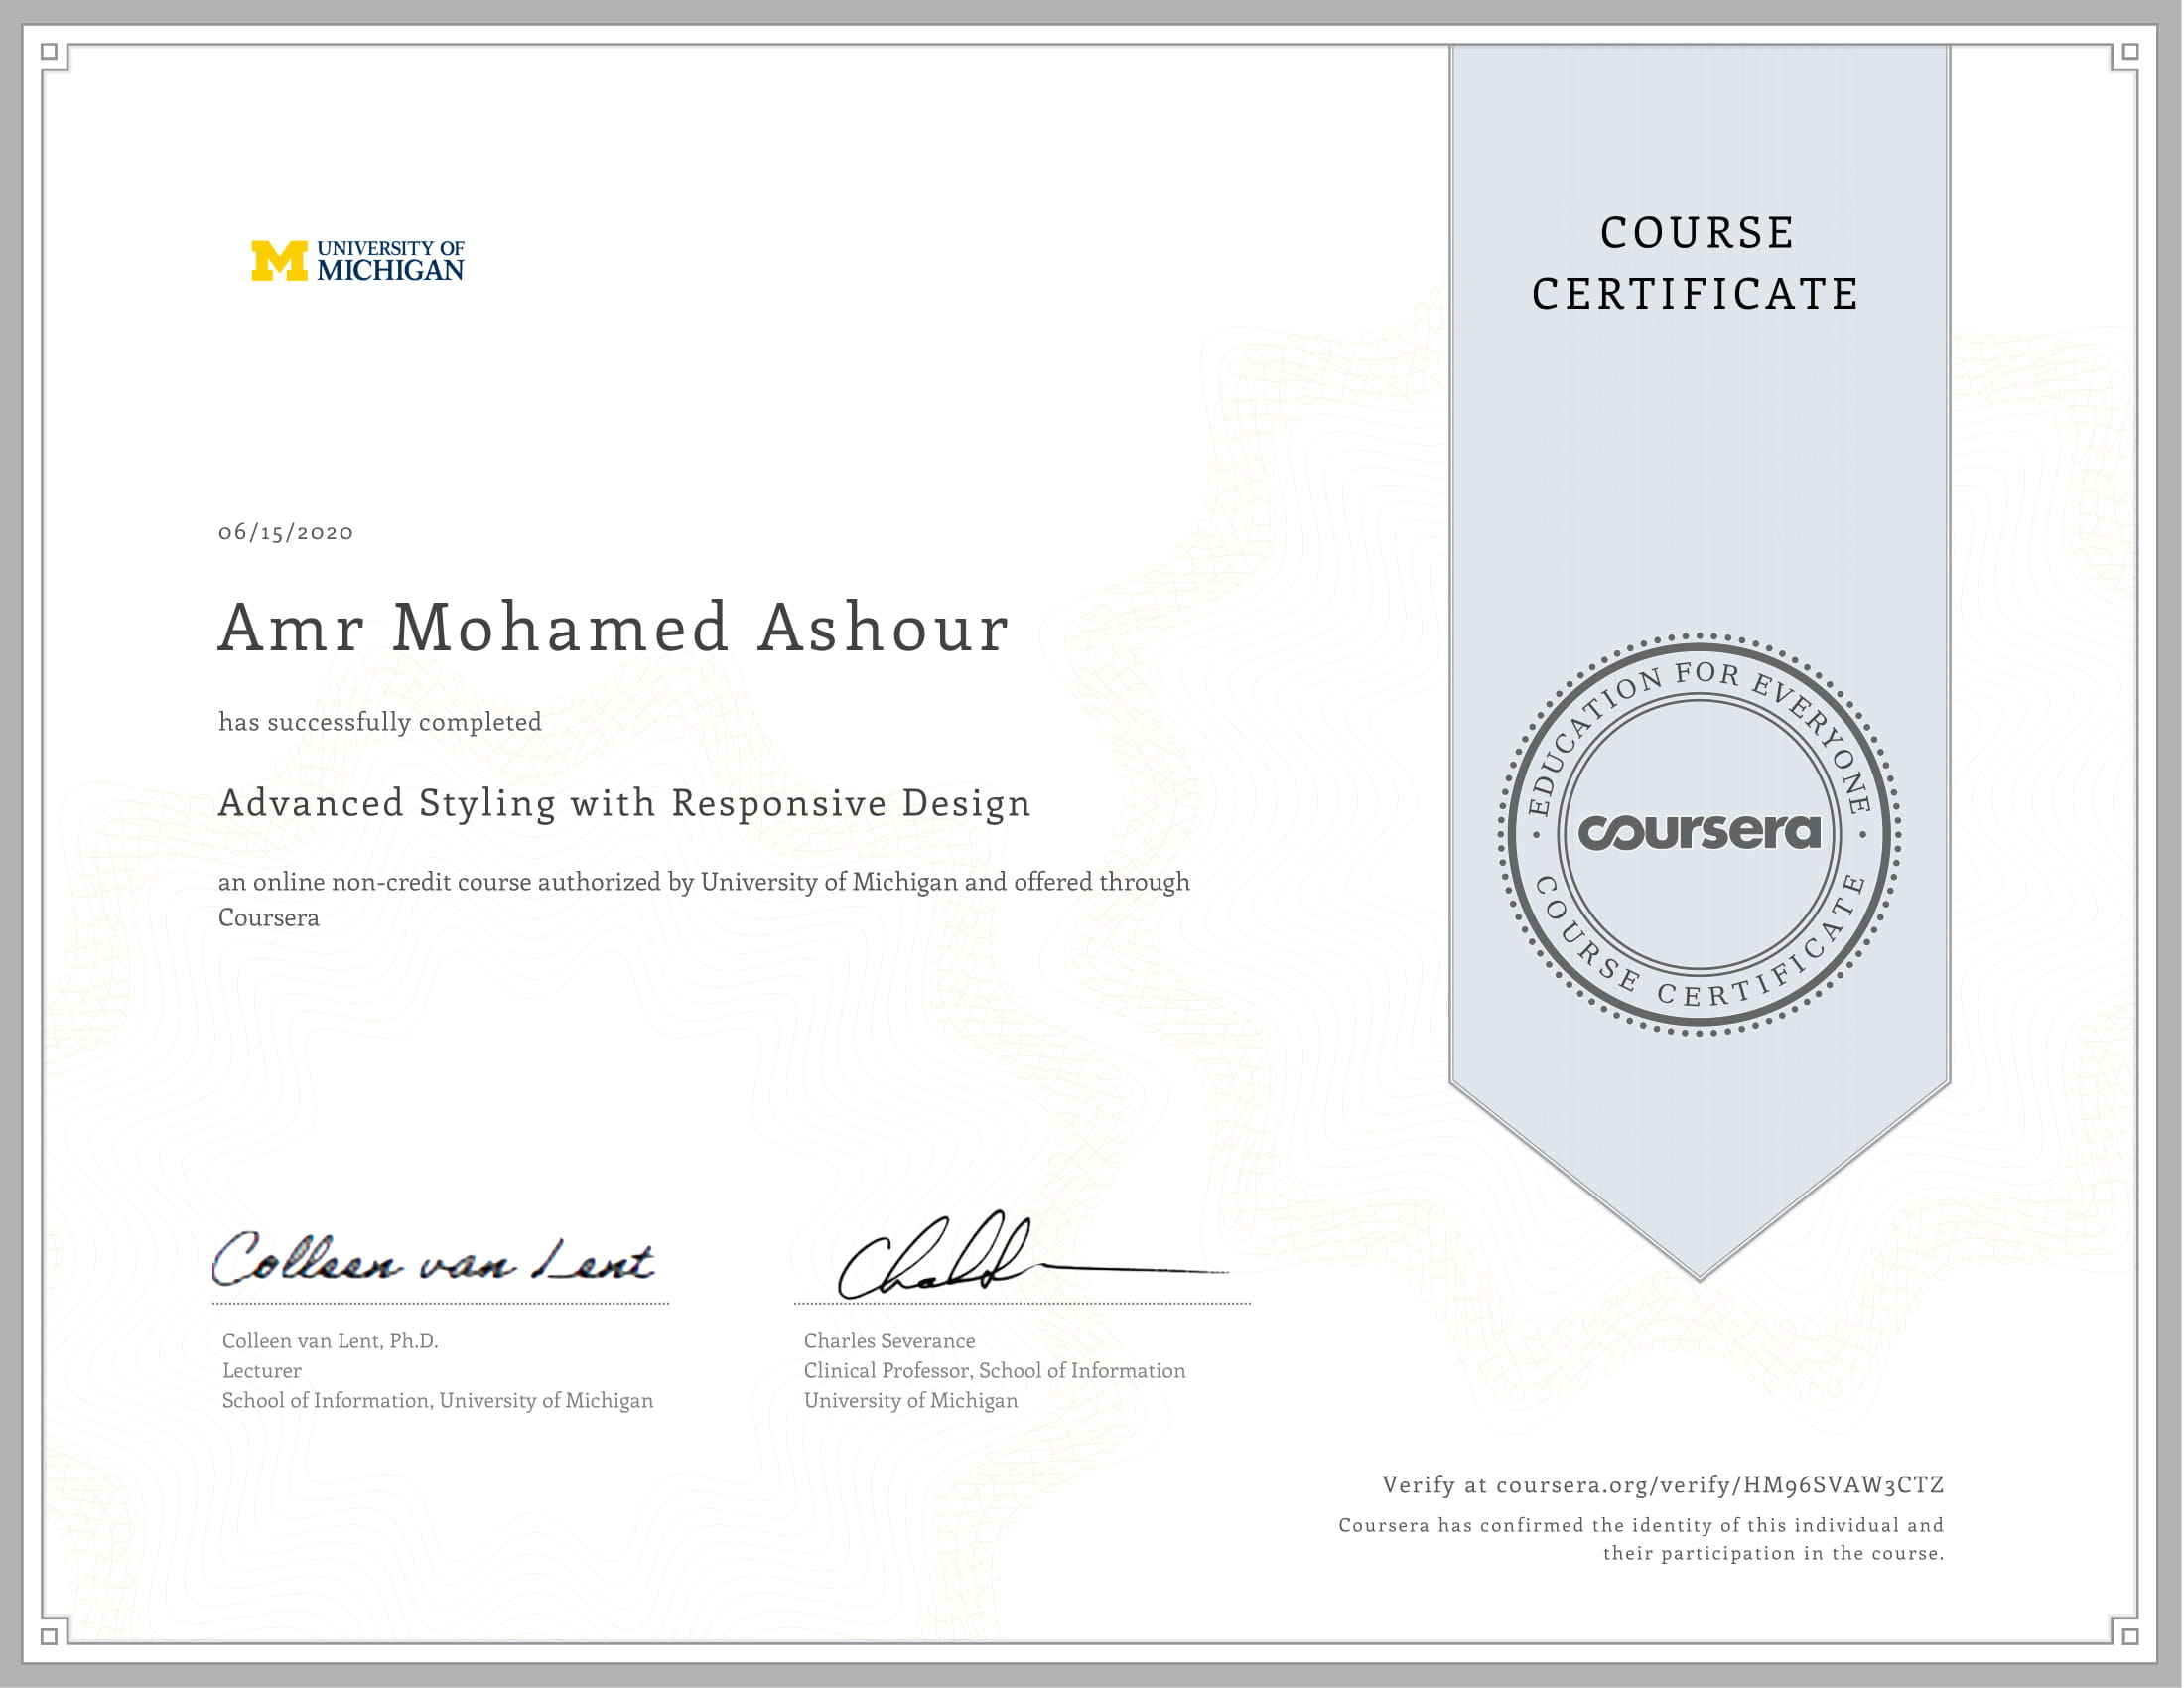 UNIVERSITY OF
MICHIGAN
COURSE
CERTIFICATE
06/15/2020
Amr Mohamed Ashour
has successfully completed
Advanced Styling with Responsive Design
an online non-credit course authorized by University of Michigan and offered through
Coursera
EDUCATION FOR EVERYONE
coursera
COURSE CERTIFICATE
Colleen van Lent
Colleen van Lent, Ph.D.
Lecturer
School of Information, University of Michigan
Charles Severance
Clinical Professor, School of Information
University of Michigan
Verify at coursera.org/verify/HM96SVAW3CTZ
Coursera has confirmed the identity of this individual and
their participation in the course.